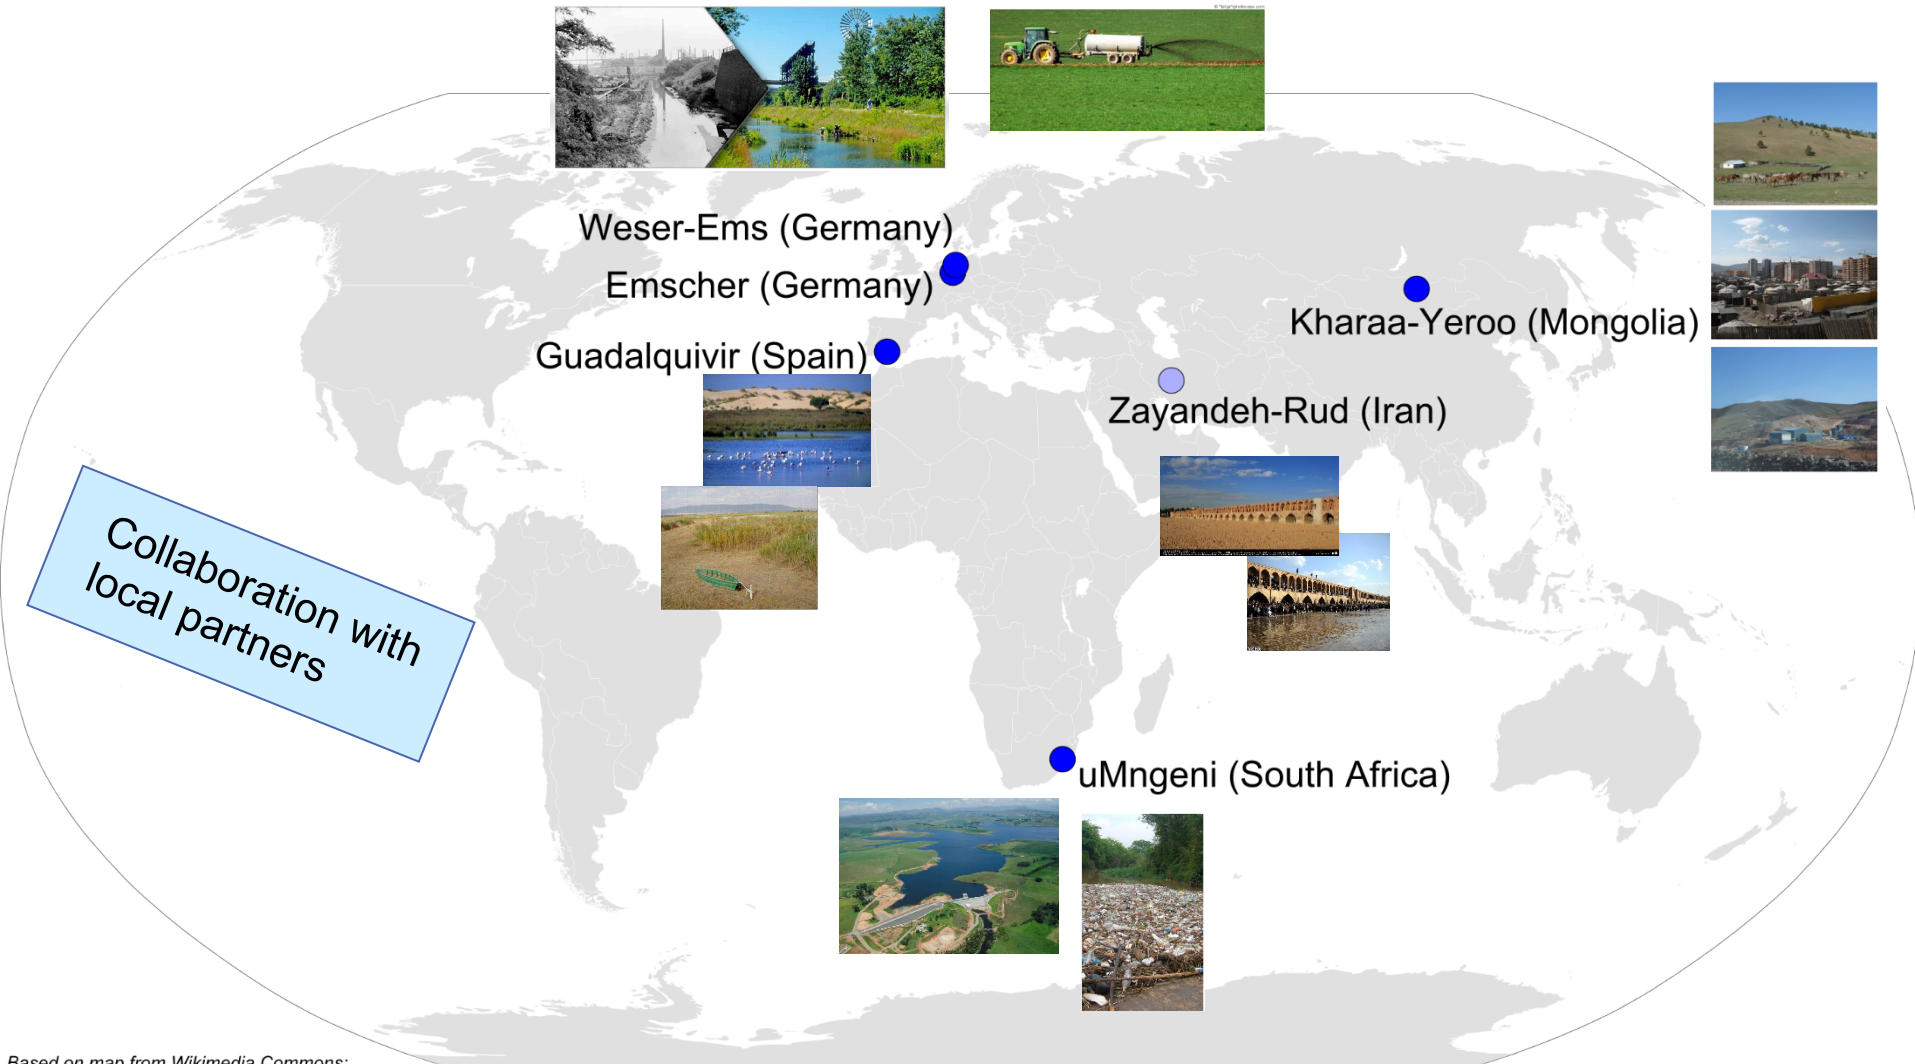 Weser-Ems (Germany)
Emscher (Germany)
Guadalquivir (Spain)
Kharaa-Yeroo (Mongolia)
Zayandeh-Rud (Iran)
Collaboration with
local partners
uMngeni (South Africa)
Based on map from Wikimedia Commons: